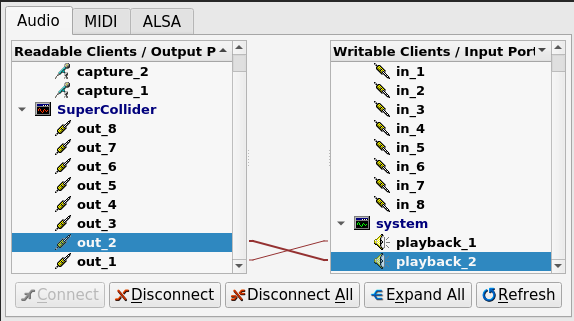 Audio MIDI ALSA
Readable Clients / Output P
capture_2
capture_1
SuperCollider
out_8
out_7
out_6
out_5
out_4
out_3
out_2
out_1
Writable Clients / Input Port
in_1
in_2
in_3
in_4
in_5
in_6
in_7
in_8
system
playback_1
playback_2
Connect Disconnect Disconnect All Expand All Refresh